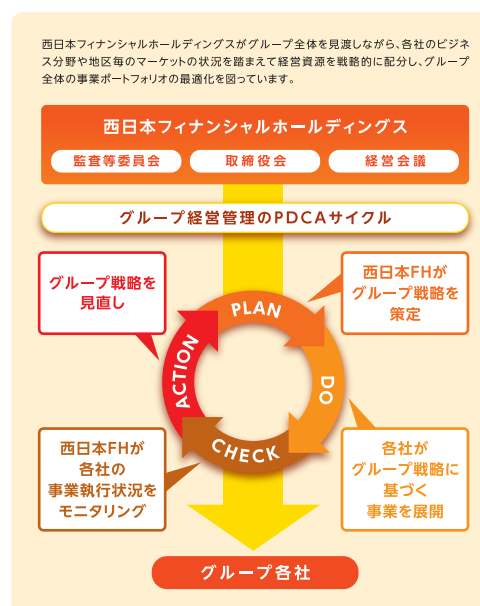 西日本フィナンシャルホールディングスがグループ全体を見渡しながら、各社のビジネ
ス分野や地区毎のマーケットの状況を踏まえて経営資源を戦略的に配分し、グループ
全体の事業ポートフォリオの最適化を図っています。
西日本フィナンシャルホールディングス
監査等委員会 取締役会 経営会議
グループ経営管理のPDCAサイクル
グループ戦略を
見直し
西日本FHが
グループ戦略を
策定
PLAN
DO
CHECK
ACTION
西日本FHが
各社の
事業執行状況を
モニタリング
各社が
グループ戦略に
基づく
事業を展開
グループ各社